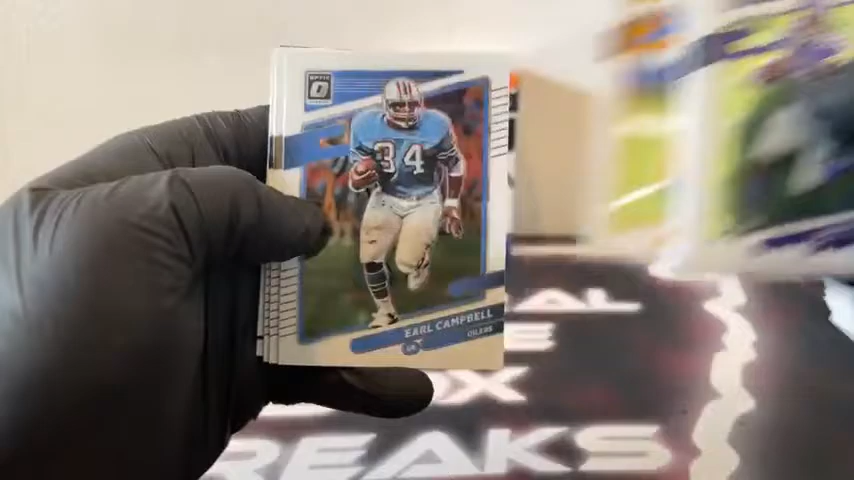 OPTIC
34
EARL CAMPBELL
OILERS
AL
E
OX
REAKS